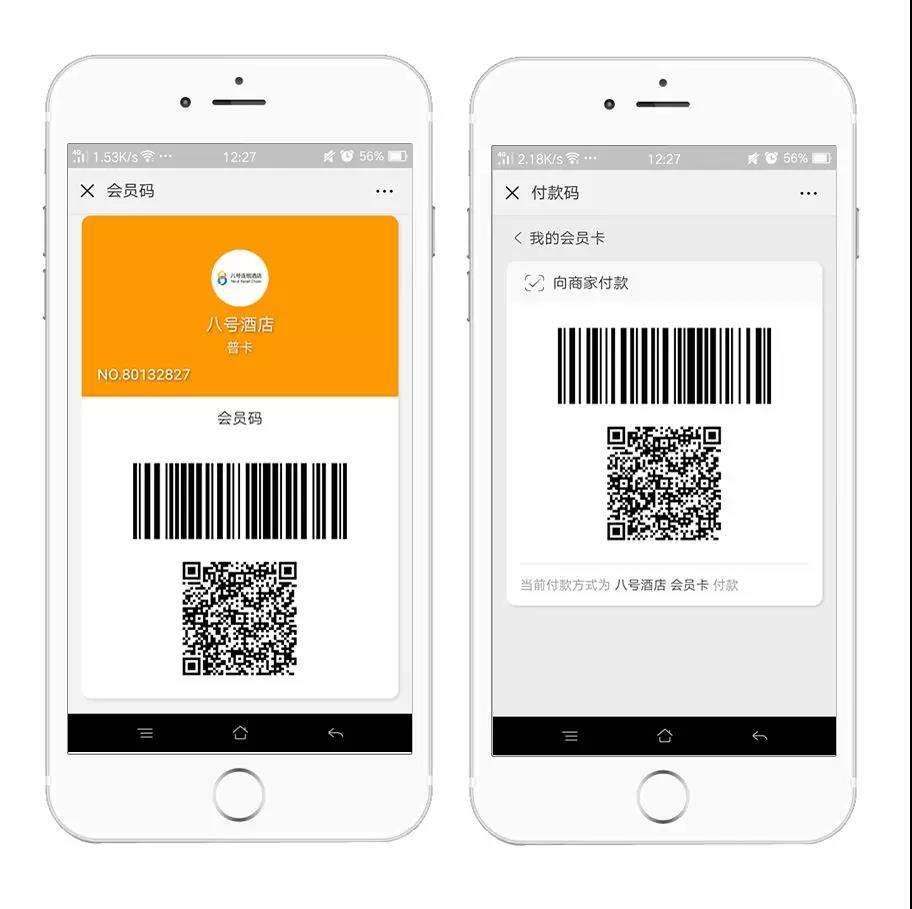 4G 1.53K/s 12:27 56%
会员码
八号连锁酒店
No.8 Hotel Chain
八号酒店
普卡
NO.80132827
会员码
4G 2.18K/s 12:27 56%
付款码
我的会员卡
向商家付款
当前付款方式为 八号酒店 会员卡 付款